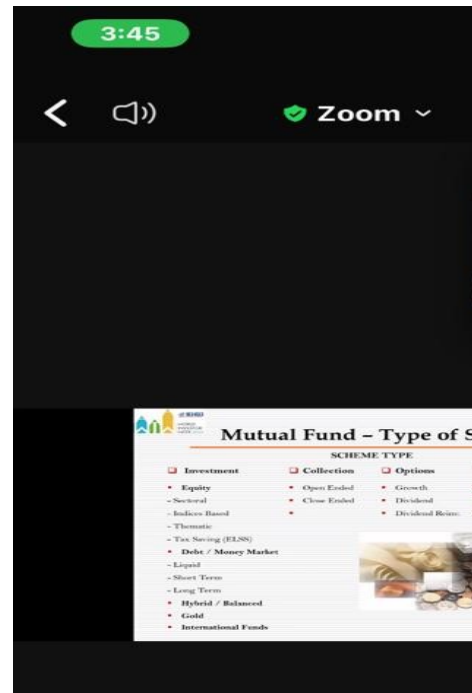 3:45
Zoom
Mutual Fund – Type of S
SCHEME TYPE
Investment
Equity
- Sectoral
- Indices Based
- Thematic
- Tax Saving (ELSS)
Debt / Money Market
- Liquid
- Short Term
- Long Term
Hybrid / Balanced
Gold
International Funds
Collection
Open Ended
Close Ended
Options
Growth
Dividend
Dividend Reinv.